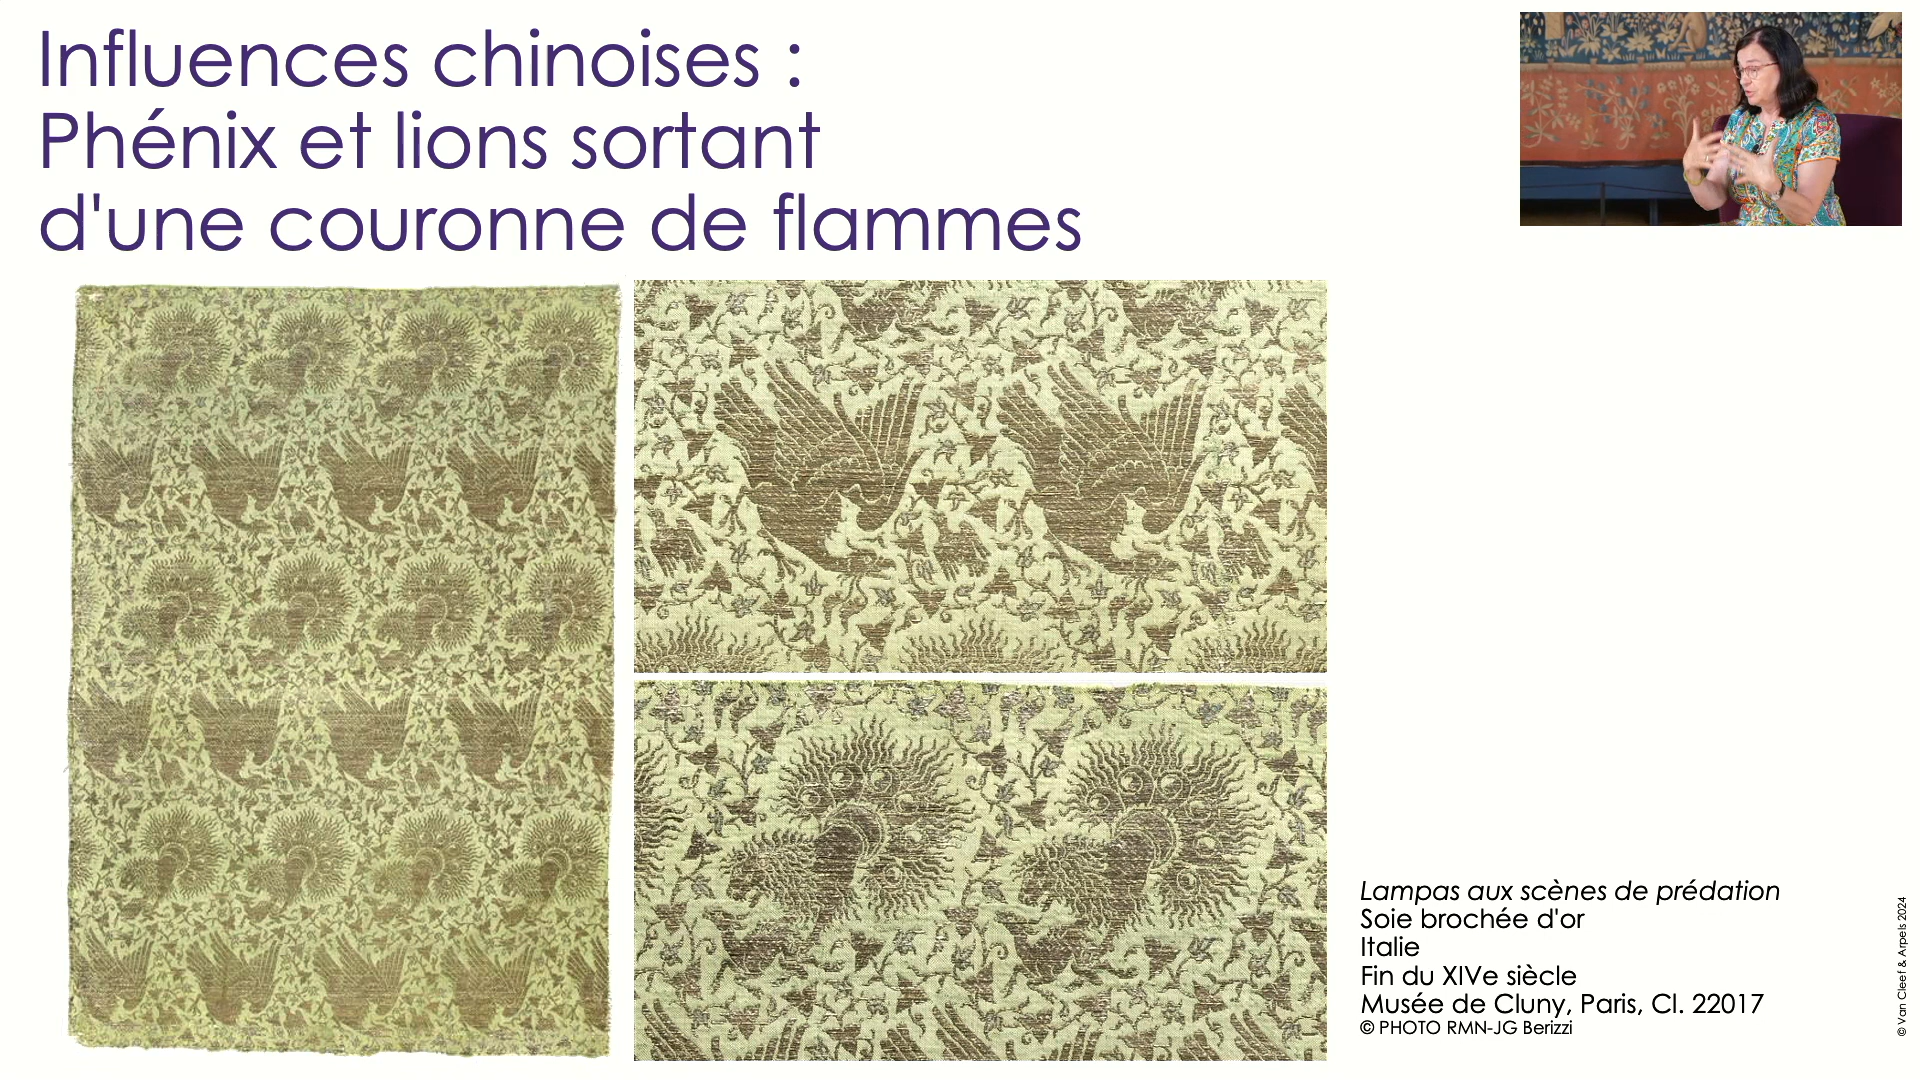 Influences chinoises :
Phénix et lions sortant
d'une couronne de flammes
Lampas aux scènes de prédation
Soie brochée d'or
Italie
Fin du XIVe siècle
Musée de Cluny, Paris, Cl. 22017
© PHOTO RMN-JG Berizzi
© Van Cleef & Arpels 2024